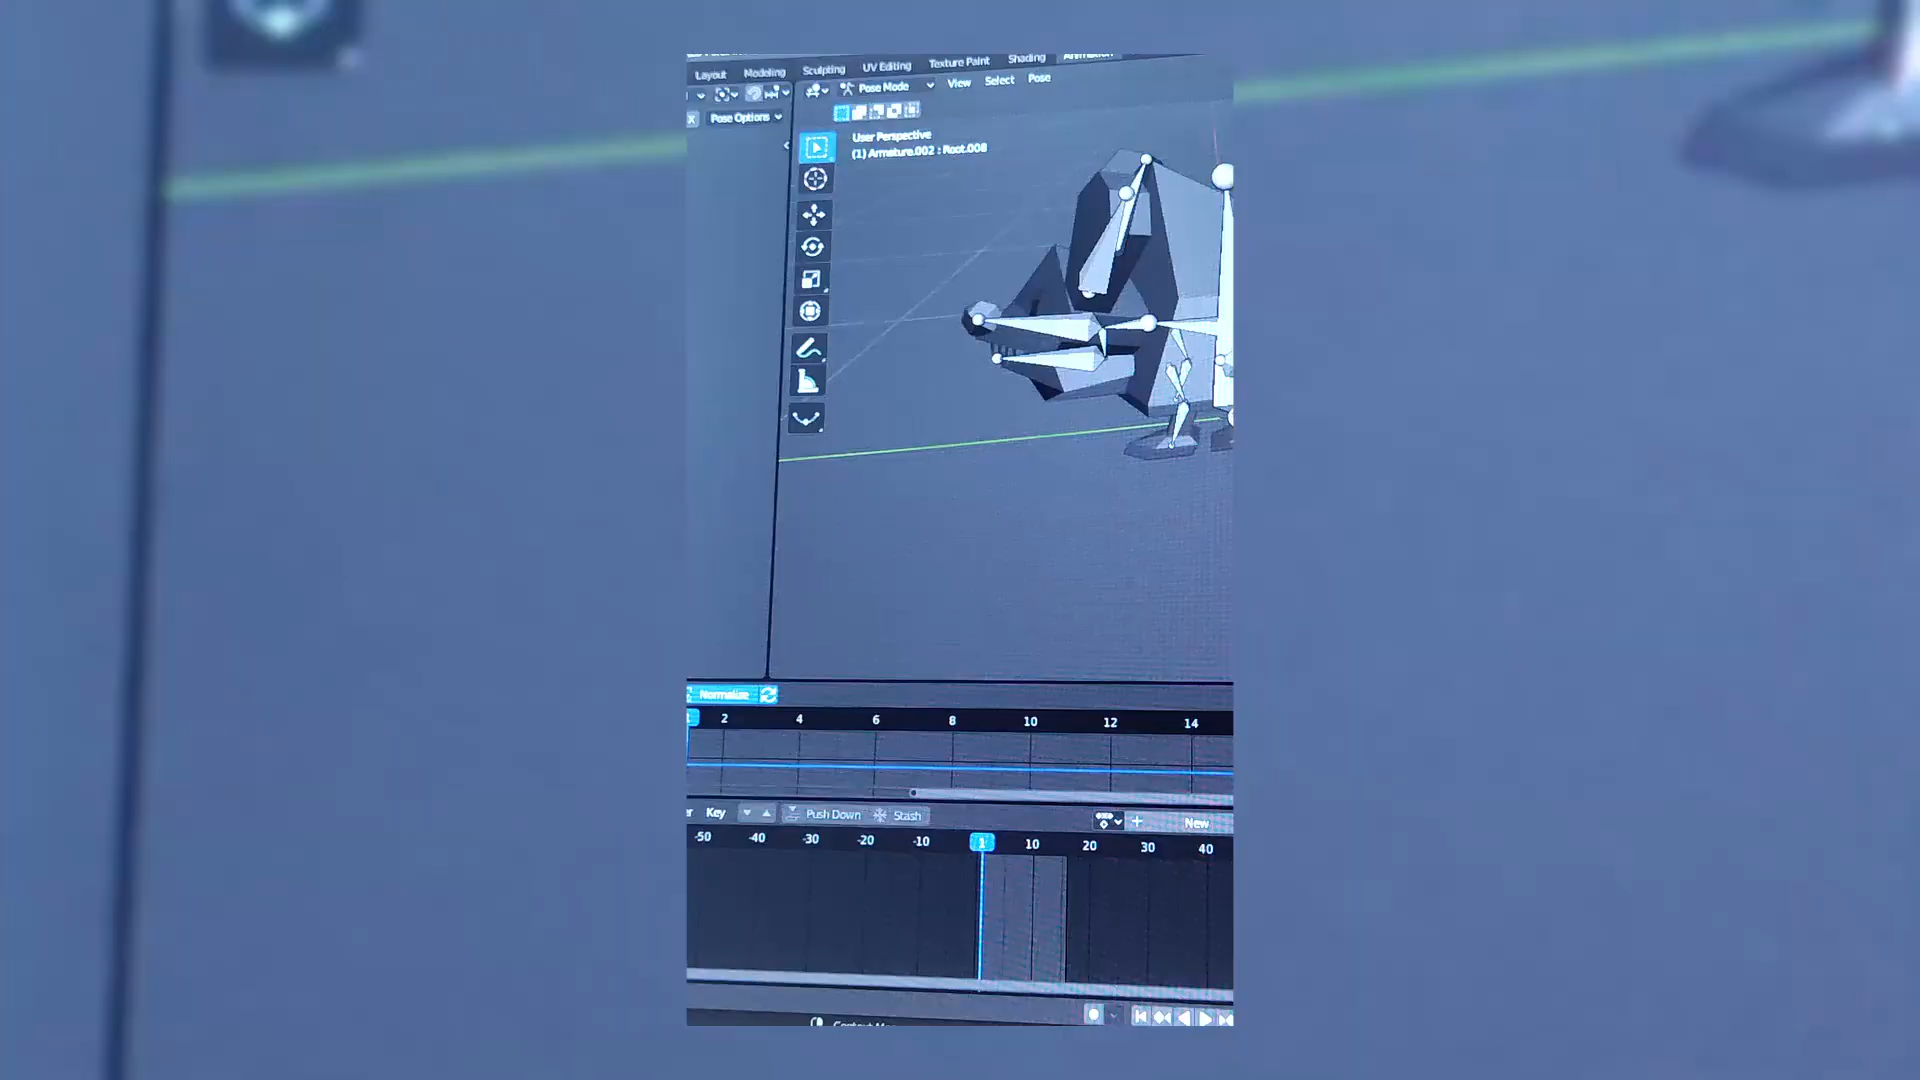 Layout Modeling Sculpting UV Editing Texture Paint Shading Animation
Pose Mode View Select Pose
x Pose Options
User Perspective
(1) Armature.002 : Root.008
Normalize
2 4 6 8 10 12 14
Key Push Down Stash New
-50 -40 -30 -20 -10 1 10 20 30 40